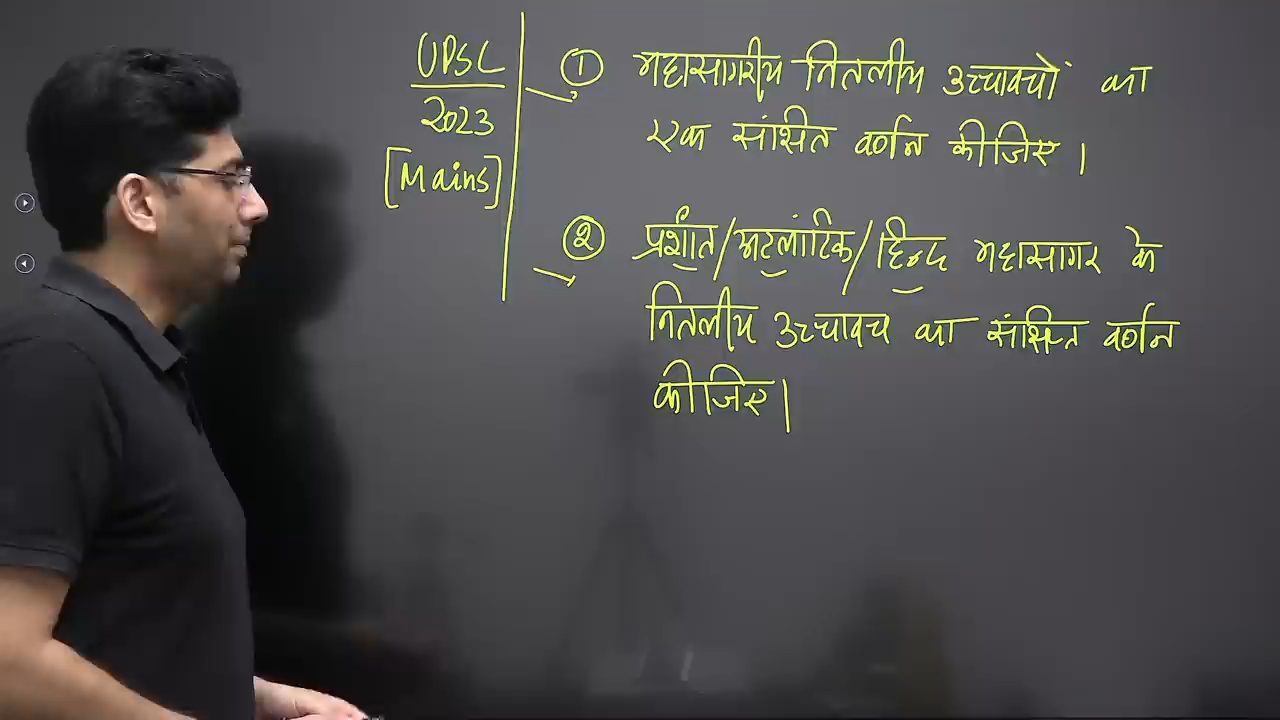 UPSC
2023
[Mains]
① महासागरीय नितलीय उच्चावचों का
एक संक्षित वर्णन कीजिए।
② प्रशांत/अटलांटिक/हिन्द महासागर के
नितलीय उच्चावच का संक्षिप्त वर्णन
कीजिए।